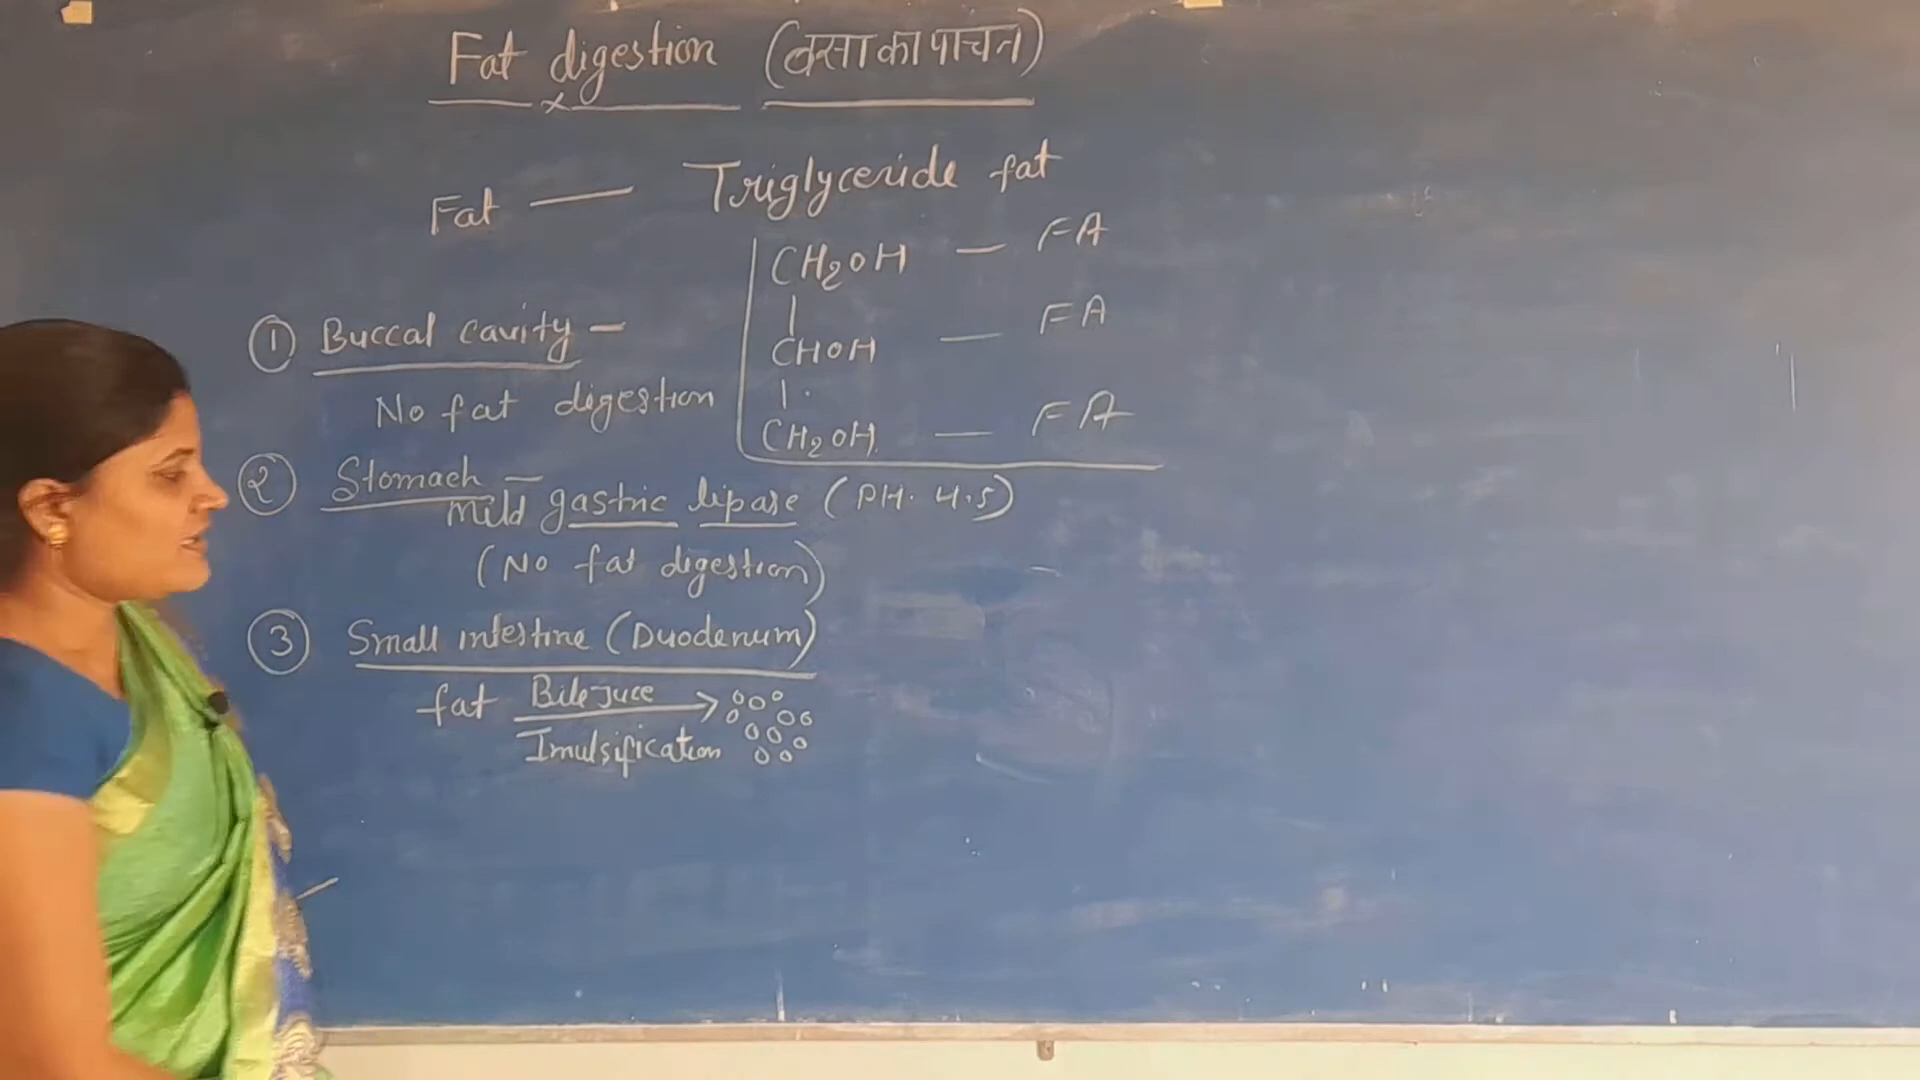 Fat digestion (वसा का पाचन)
Fat — Triglyceride fat
CH2OH — FA
CHOH — FA
CH2OH — FA
① Buccal cavity –
No fat digestion
② Stomach –
Mild gastric lipase (PH. 4.5)
(No fat digestion)
③ Small intestine (Duodenum)
fat Bile Juce →
Imulsification